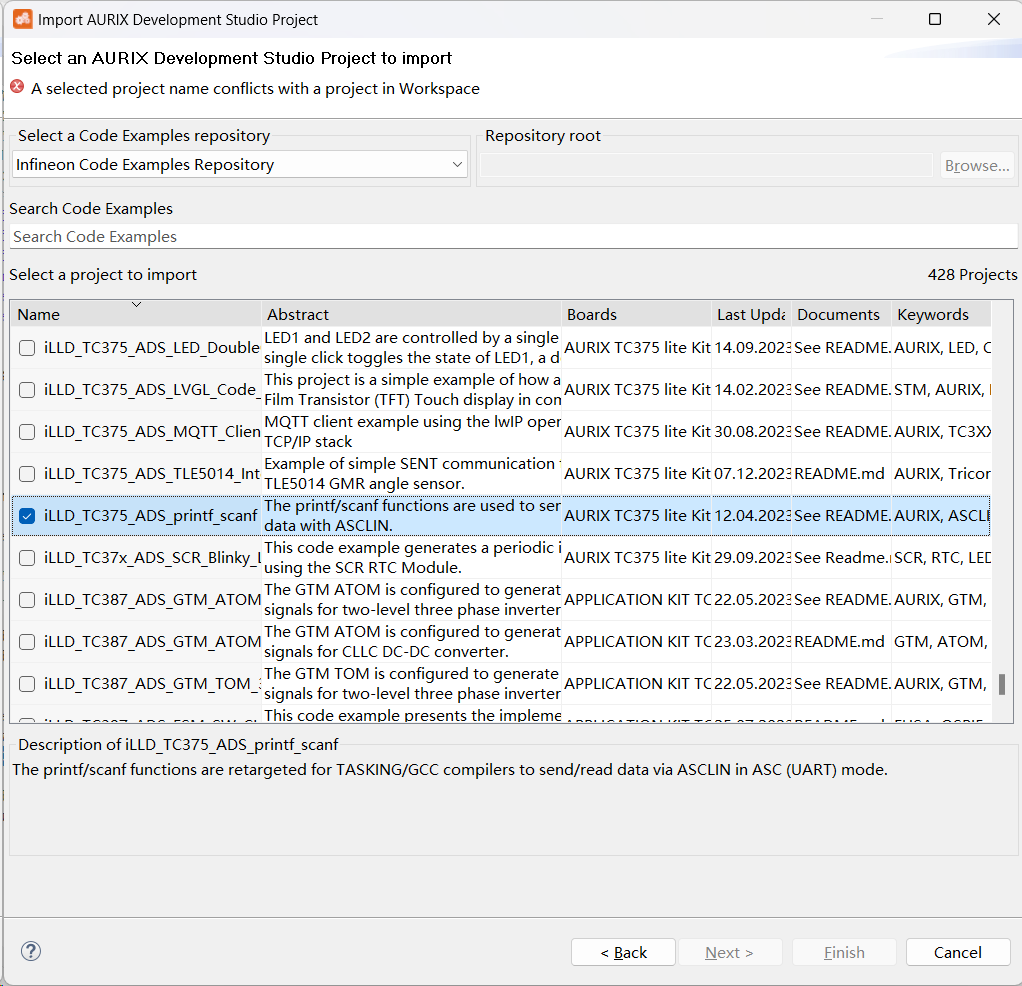 Import AURIX Development Studio Project
Select an AURIX Development Studio Project to import
A selected project name conflicts with a project in Workspace
Select a Code Examples repository
Repository root
Infineon Code Examples Repository
Browse...
Search Code Examples
Search Code Examples
Select a project to import
428 Projects
Name
Abstract
Boards
Last Upda
Documents
Keywords
iLLD_TC375_ADS_LED_Double
LED1 and LED2 are controlled by a single
single click toggles the state of LED1, a d
AURIX TC375 lite Kit
14.09.2023
See README.
AURIX, LED, C
iLLD_TC375_ADS_LVGL_Code_
This project is a simple example of how a
Film Transistor (TFT) Touch display in con
AURIX TC375 lite Kit
14.02.2023
See README.
STM, AURIX,
iLLD_TC375_ADS_MQTT_Clien
MQTT client example using the lwIP oper
TCP/IP stack
AURIX TC375 lite Kit
30.08.2023
See README.
AURIX, TC3XX
iLLD_TC375_ADS_TLE5014_Int
Example of simple SENT communication
TLE5014 GMR angle sensor.
AURIX TC375 lite Kit
07.12.2023
README.md
AURIX, Tricor
iLLD_TC375_ADS_printf_scanf
The printf/scanf functions are used to ser
data with ASCLIN.
AURIX TC375 lite Kit
12.04.2023
See README.
AURIX, ASCLI
iLLD_TC37x_ADS_SCR_Blinky_L
This code example generates a periodic i
using the SCR RTC Module.
AURIX TC375 lite Kit
29.09.2023
See Readme.
SCR, RTC, LED
iLLD_TC387_ADS_GTM_ATOM
The GTM ATOM is configured to generat
signals for two-level three phase inverter
APPLICATION KIT TC
22.05.2023
See README.
AURIX, GTM,
iLLD_TC387_ADS_GTM_ATOM
The GTM ATOM is configured to generat
signals for CLLC DC-DC converter.
APPLICATION KIT TC
23.03.2023
README.md
GTM, ATOM,
iLLD_TC387_ADS_GTM_TOM_3
The GTM TOM is configured to generate
signals for two-level three phase inverter
APPLICATION KIT TC
22.05.2023
See README.
AURIX, GTM,
This code example presents the impleme
Description of iLLD_TC375_ADS_printf_scanf
The printf/scanf functions are retargeted for TASKING/GCC compilers to send/read data via ASCLIN in ASC (UART) mode.
< Back
Next >
Finish
Cancel